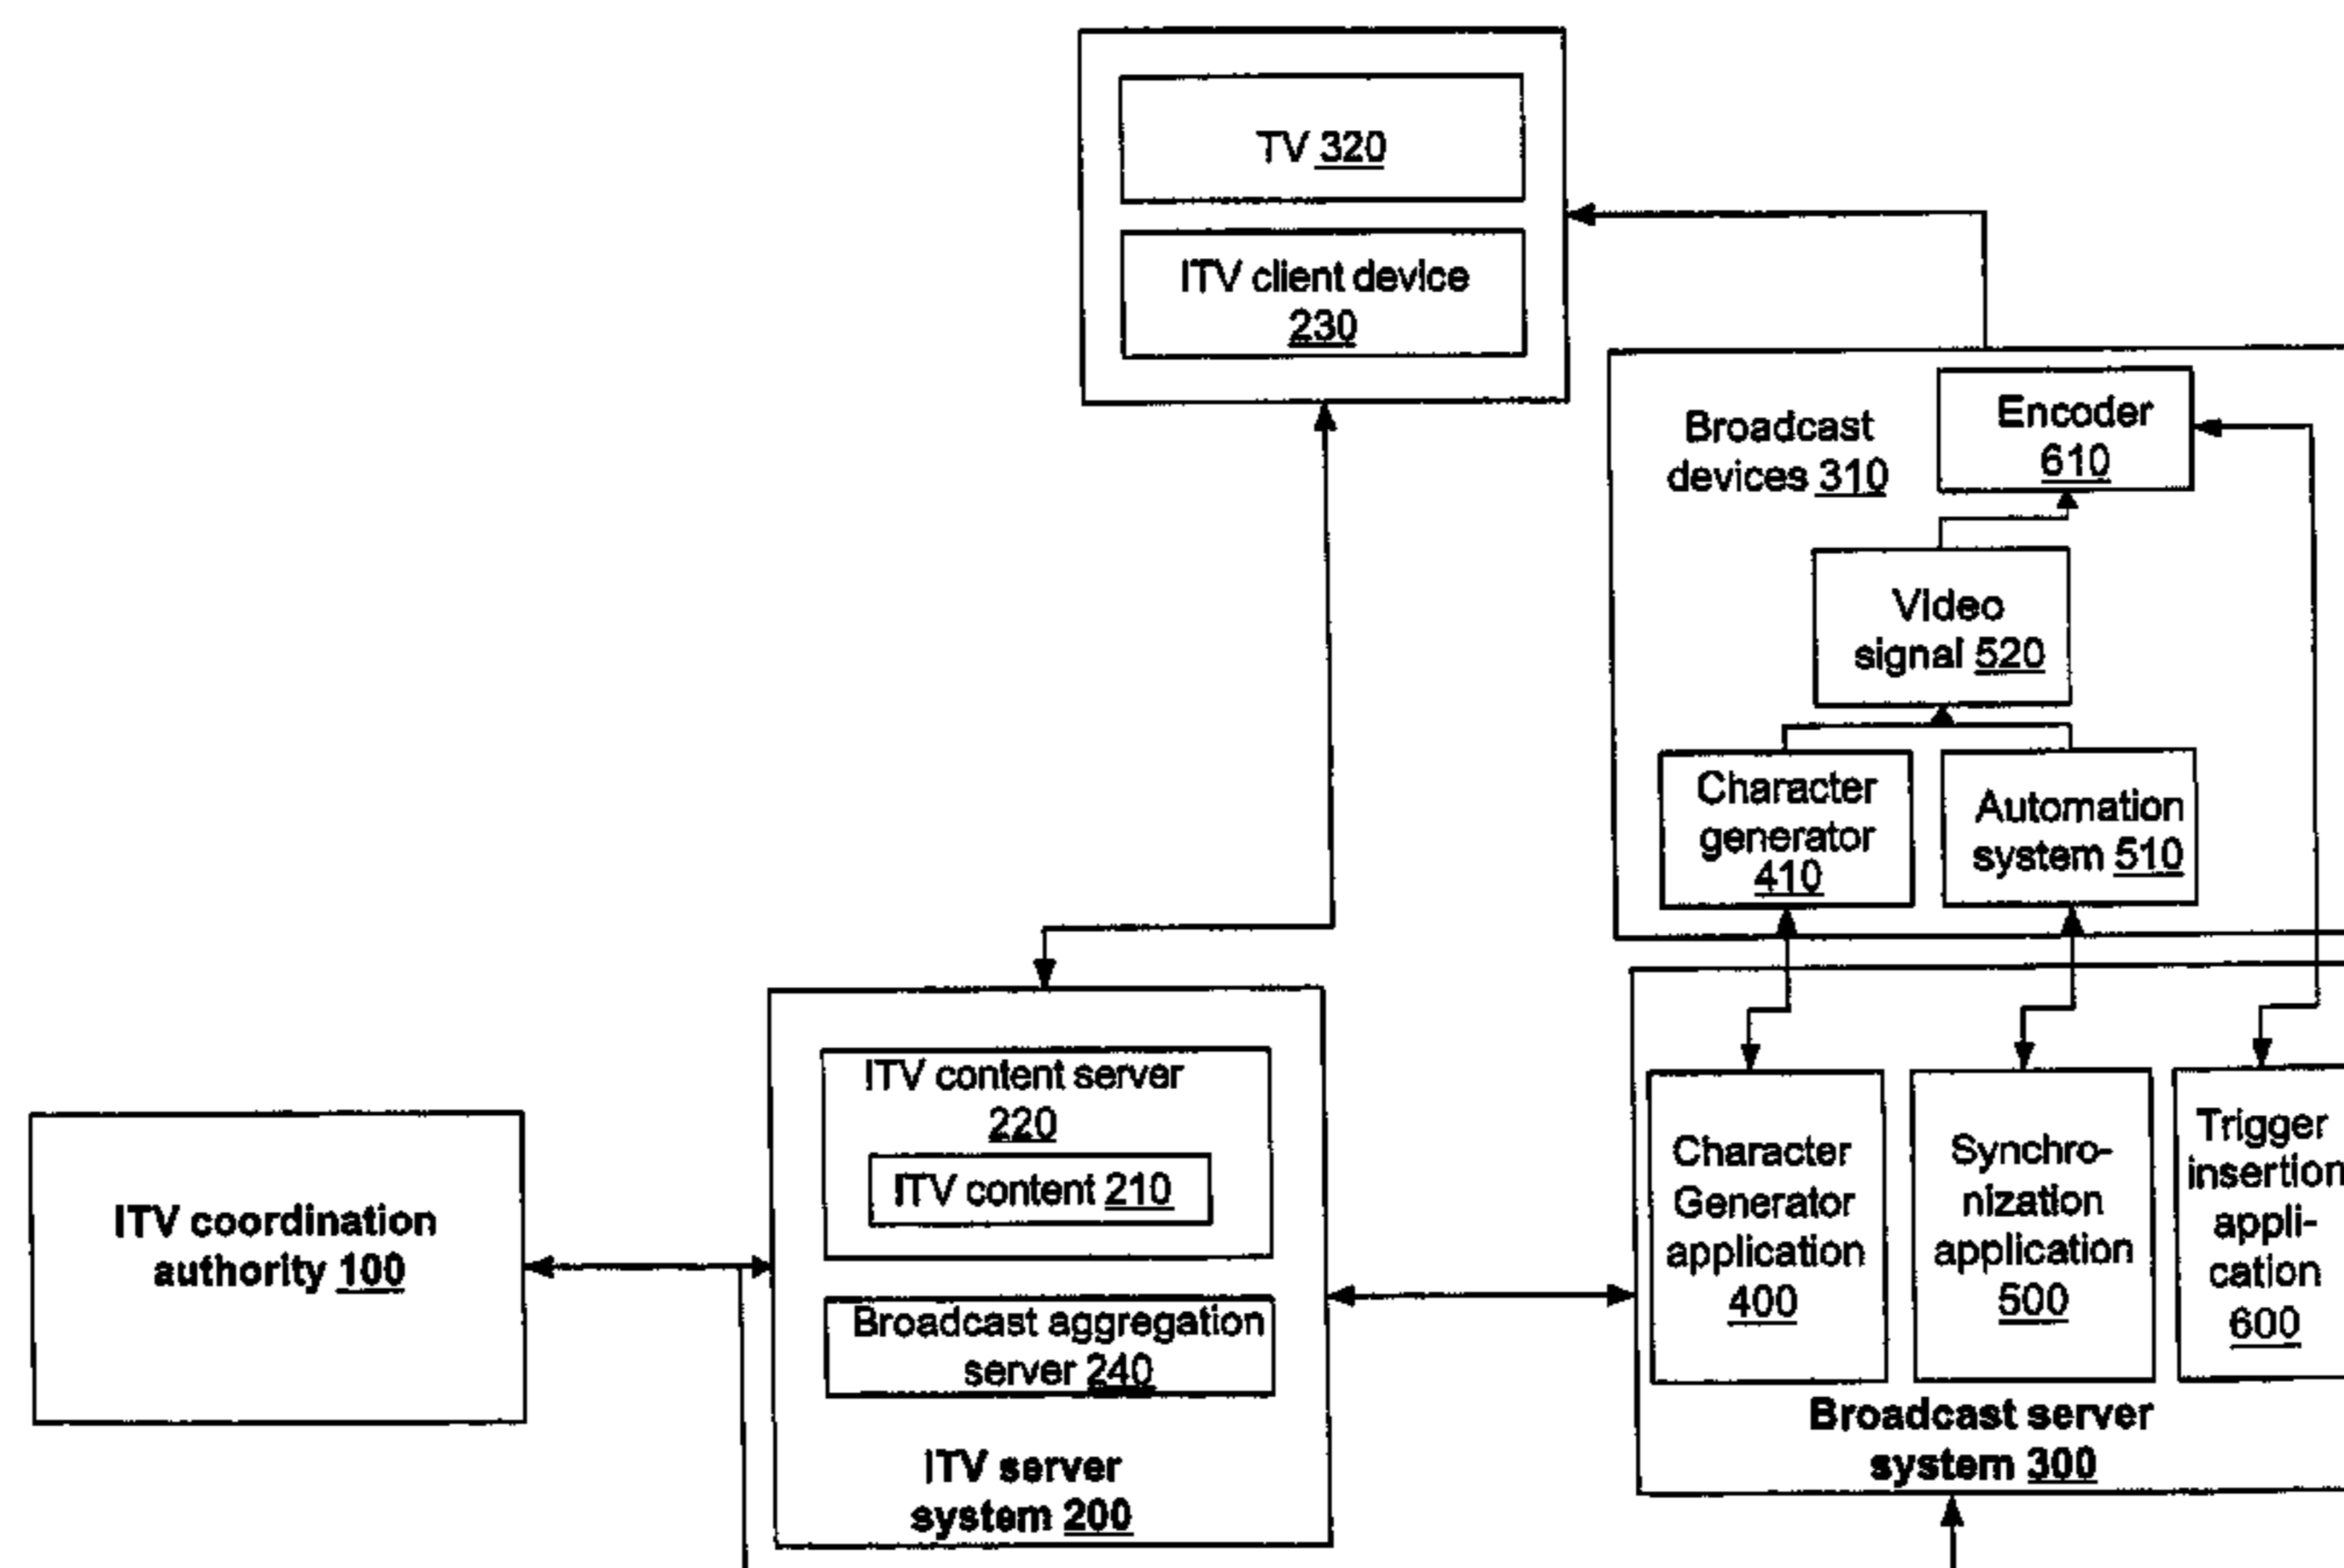 TV 320
ITV client device
230
Broadcast
devices 310
Encoder
610
Video
signal 520
Character
generator
410
Automation
system 510
ITV content server
220
ITV content 210
Broadcast aggregation
server 240
ITV server
system 200
ITV coordination
authority 100
Character
Generator
application
400
Synchro-
nization
application
500
Trigger
insertion
appli-
cation
600
Broadcast server
system 300